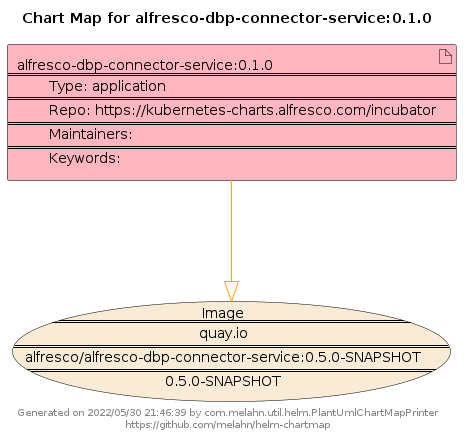 Chart Map for alfresco-dbp-connector-service:0.1.0
alfresco-dbp-connector-service:0.1.0
Type: application
Repo: https://kubernetes-charts.alfresco.com/incubator
Maintainers:
Keywords:
Image
quay.io
alfresco/alfresco-dbp-connector-service:0.5.0-SNAPSHOT
0.5.0-SNAPSHOT
Generated on 2022/05/30 21:46:39 by com.melahn.util.helm.PlantUmlChartMapPrinter
https://github.com/melahn/helm-chartmap